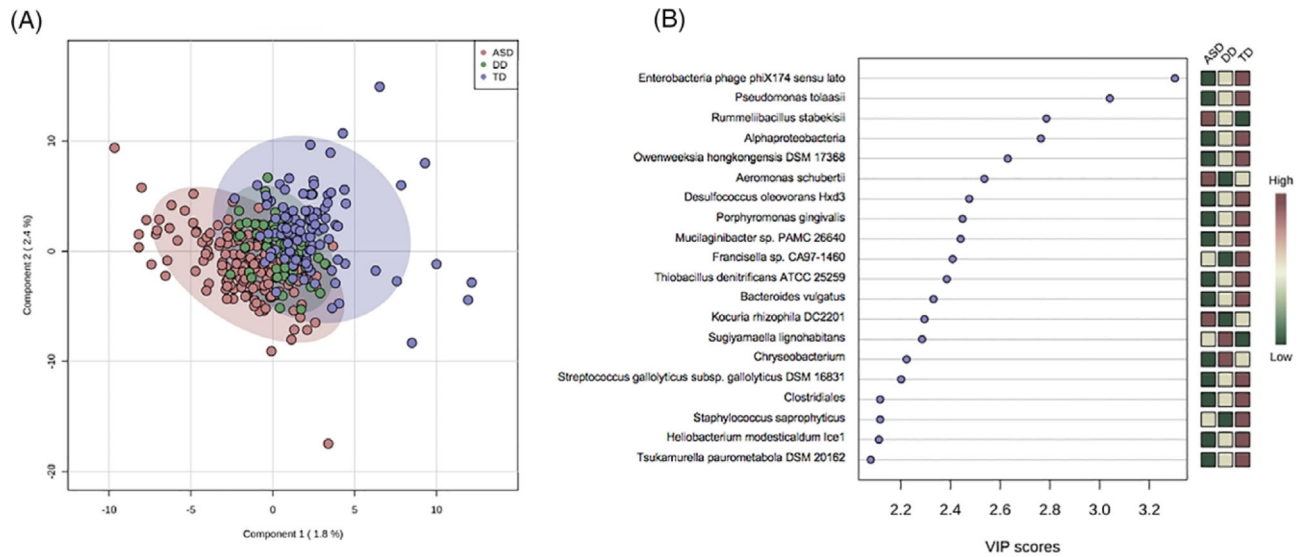 (A)
ASD
DD
TD
10
0
-10
-20
Component 2 ( 2.4 %)
-10
-5
0
5
10
Component 1 ( 1.8 %)
(B)
ASD
DD
TD
Enterobacteria phage phiX174 sensu lato
Pseudomonas tolaasii
Rummeliibacillus stabekisii
Alphaproteobacteria
Owenweeksia hongkongensis DSM 17368
Aeromonas schubertii
Desulfococcus oleovorans Hxd3
Porphyromonas gingivalis
Mucilaginibacter sp. PAMC 26640
Francisella sp. CA97-1460
Thiobacillus denitrificans ATCC 25259
Bacteroides vulgatus
Kocuria rhizophila DC2201
Sugiyamaella lignohabitans
Chryseobacterium
Streptococcus gallolyticus subsp. gallolyticus DSM 16831
Clostridiales
Staphylococcus saprophyticus
Heliobacterium modesticaldum Ice1
Tsukamurella paurometabola DSM 20162
High
Low
2.2
2.4
2.6
2.8
3.0
3.2
VIP scores